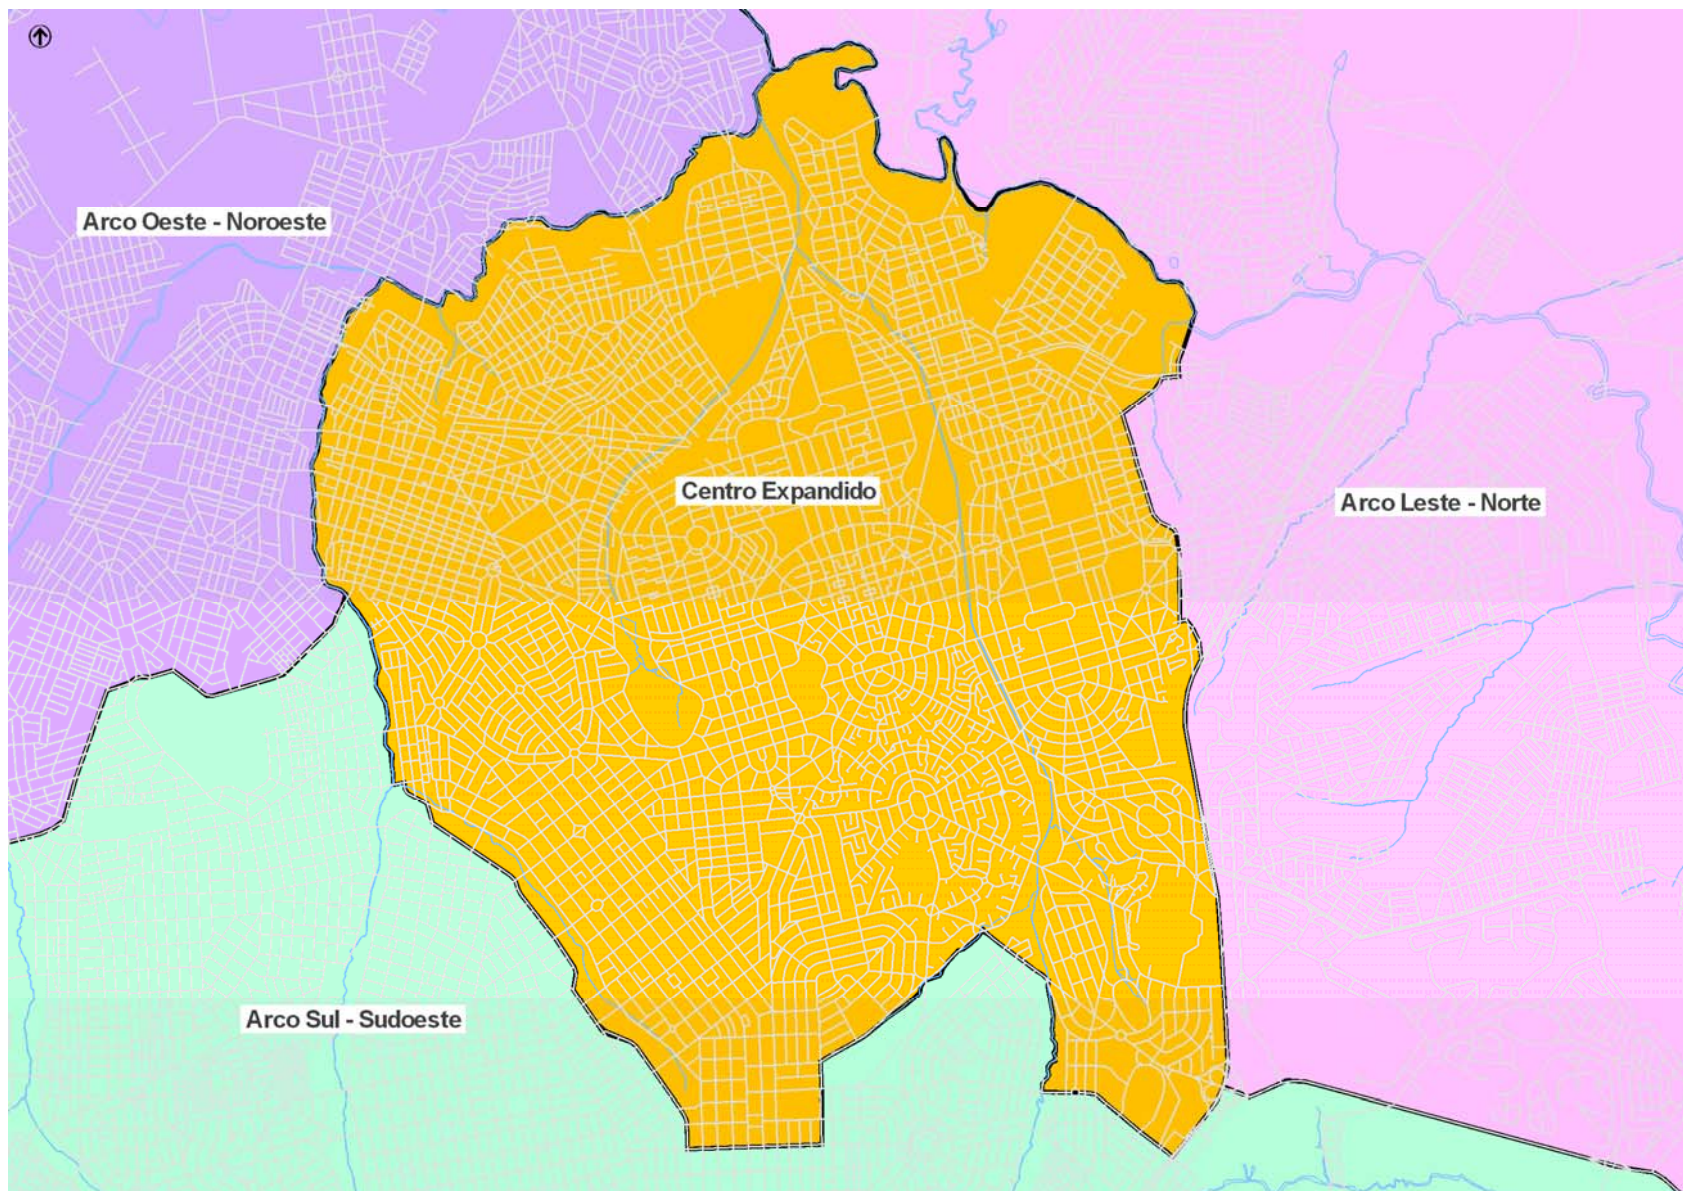 Arco Oeste - Noroeste
Centro Expandido
Arco Leste - Norte
Arco Sul - Sudoeste